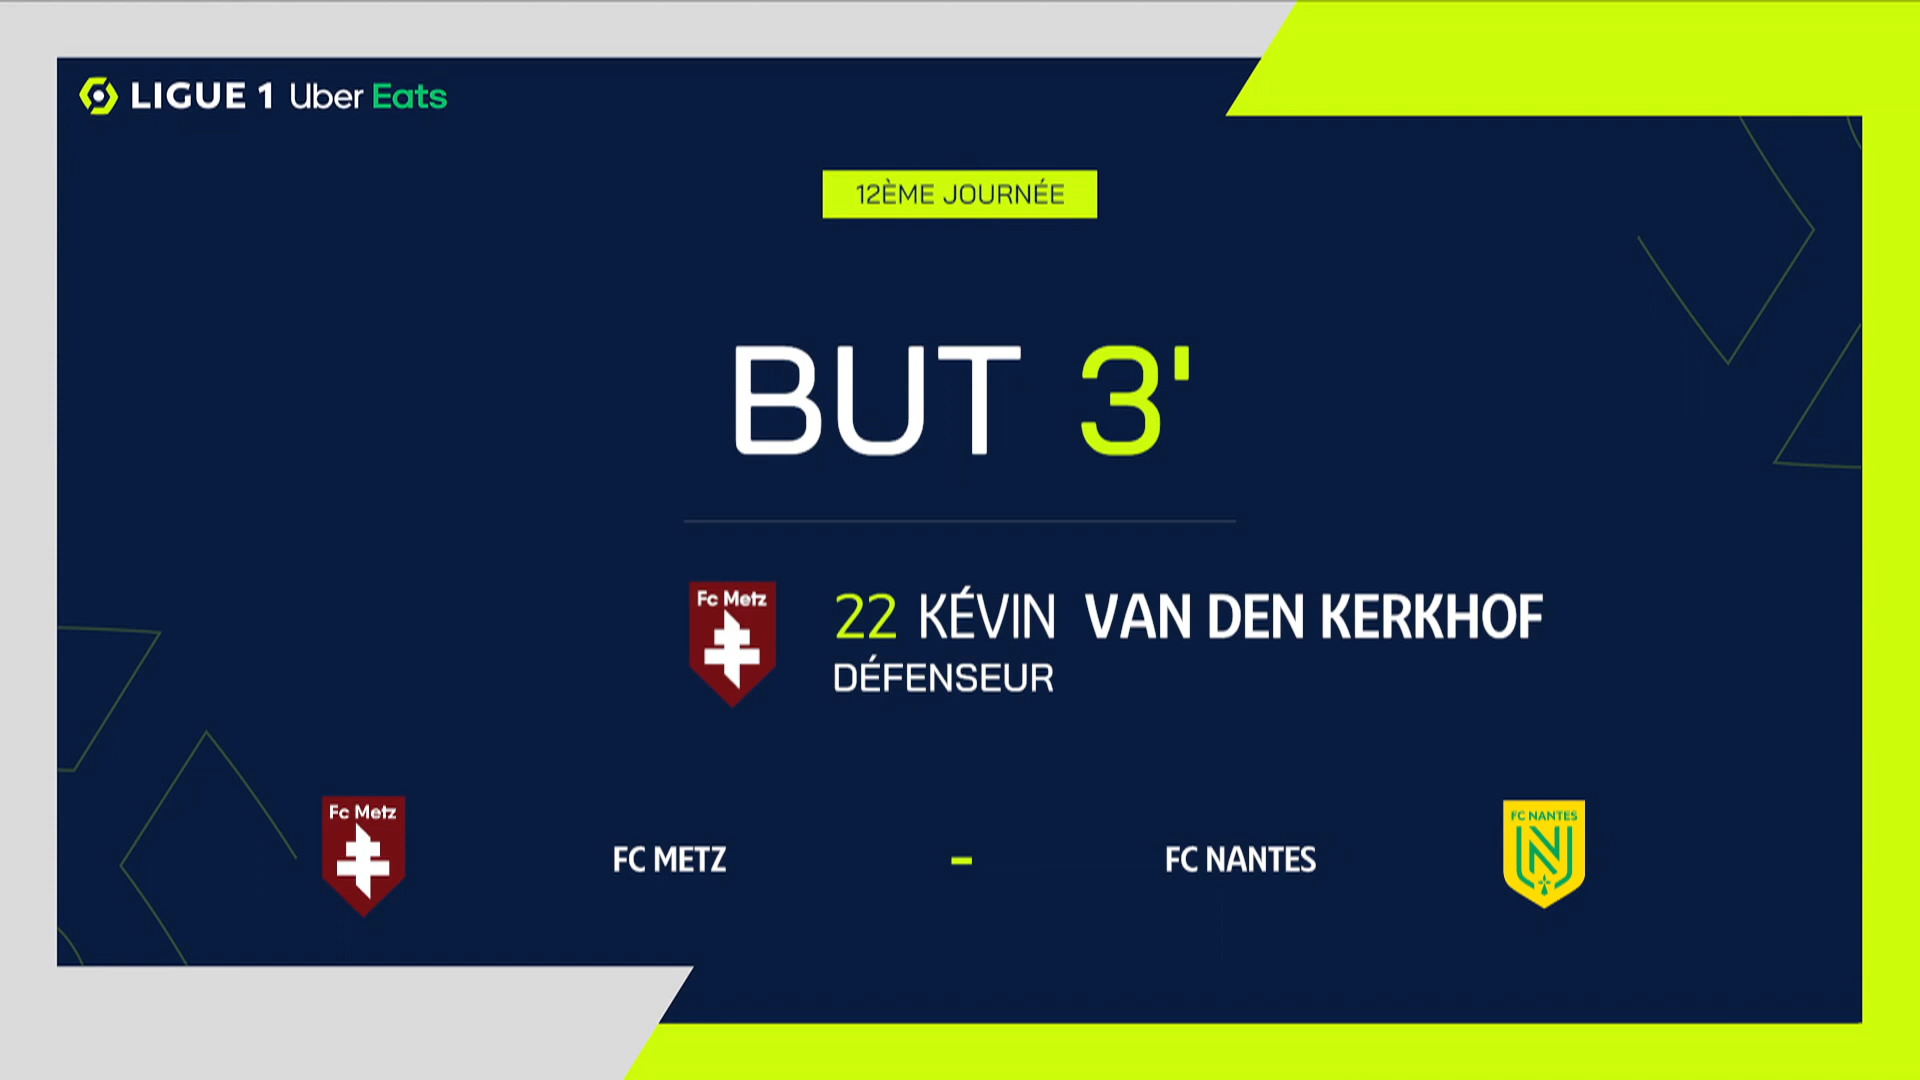 LIGUE 1 Uber Eats
12ÈME JOURNÉE
BUT 3'
Fc Metz
22 KÉVIN VAN DEN KERKHOF
DÉFENSEUR
Fc Metz
FC METZ - FC NANTES
FC NANTES
N